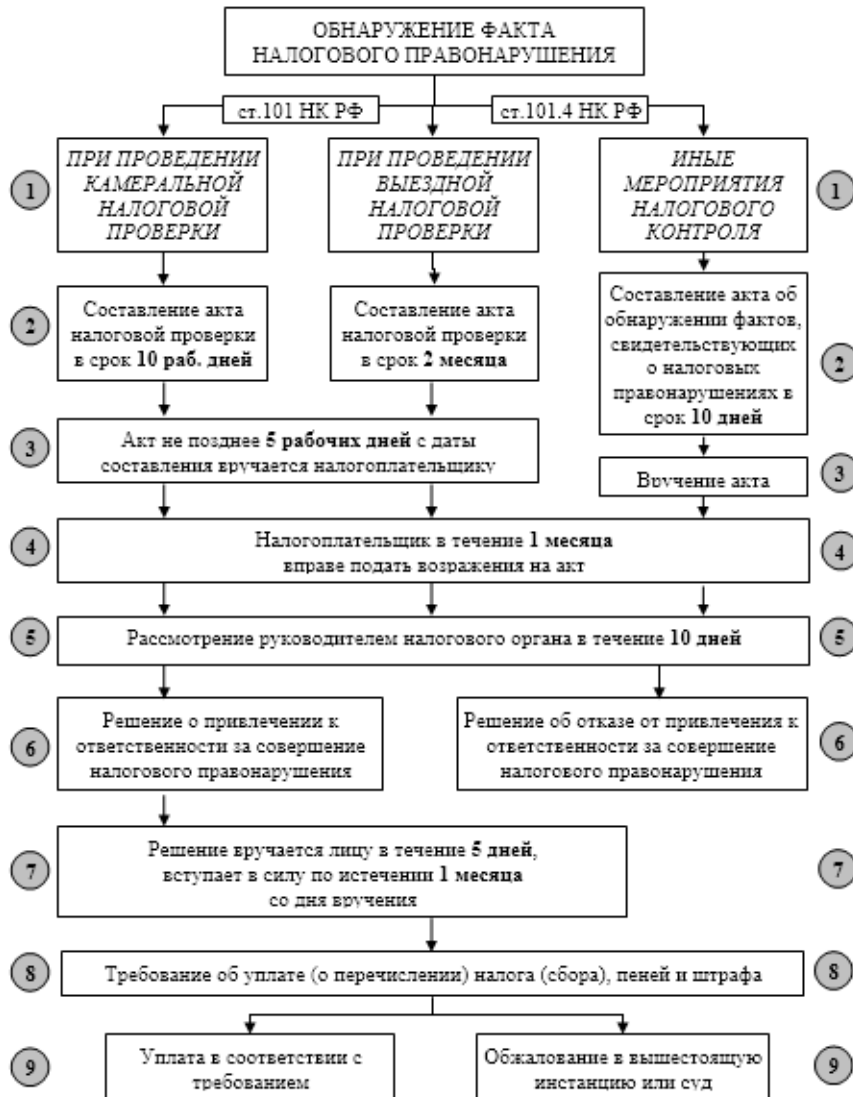 ОБНАРУЖЕНИЕ ФАКТА
НАЛОГОВОГО ПРАВОНАРУШЕНИЯ
ст.101 НК РФ
ст.101.4 НК РФ
1
ПРИ ПРОВЕДЕНИИ
КАМЕРАЛЬНОЙ
НАЛОГОВОЙ
ПРОВЕРКИ
ПРИ ПРОВЕДЕНИИ
ВЫЕЗДНОЙ
НАЛОГОВОЙ
ПРОВЕРКИ
ИНЫЕ
МЕРОПРИЯТИЯ
НАЛОГОВОГО
КОНТРОЛЯ
1
2
Составление акта
налоговой проверки
в срок 10 раб. дней
Составление акта
налоговой проверки
в срок 2 месяца
Составление акта об
обнаружении фактов,
свидетельствующих
о налоговых
правонарушениях в
срок 10 дней
2
3
Акт не позднее 5 рабочих дней с даты
составления вручается налогоплательщику
Вручение акта
3
4
Налогоплательщик в течение 1 месяца
вправе подать возражения на акт
4
5
Рассмотрение руководителем налогового органа в течение 10 дней
5
6
Решение о привлечении к
ответственности за совершение
налогового правонарушения
Решение об отказе от привлечения к
ответственности за совершение
налогового правонарушения
6
7
Решение вручается лицу в течение 5 дней,
вступает в силу по истечении 1 месяца
со дня вручения
7
8
Требование об уплате (о перечислении) налога (сбора), пеней и штрафа
8
9
Уплата в соответствии с
требованием
Обжалование в вышестоящую
инстанцию или суд
9